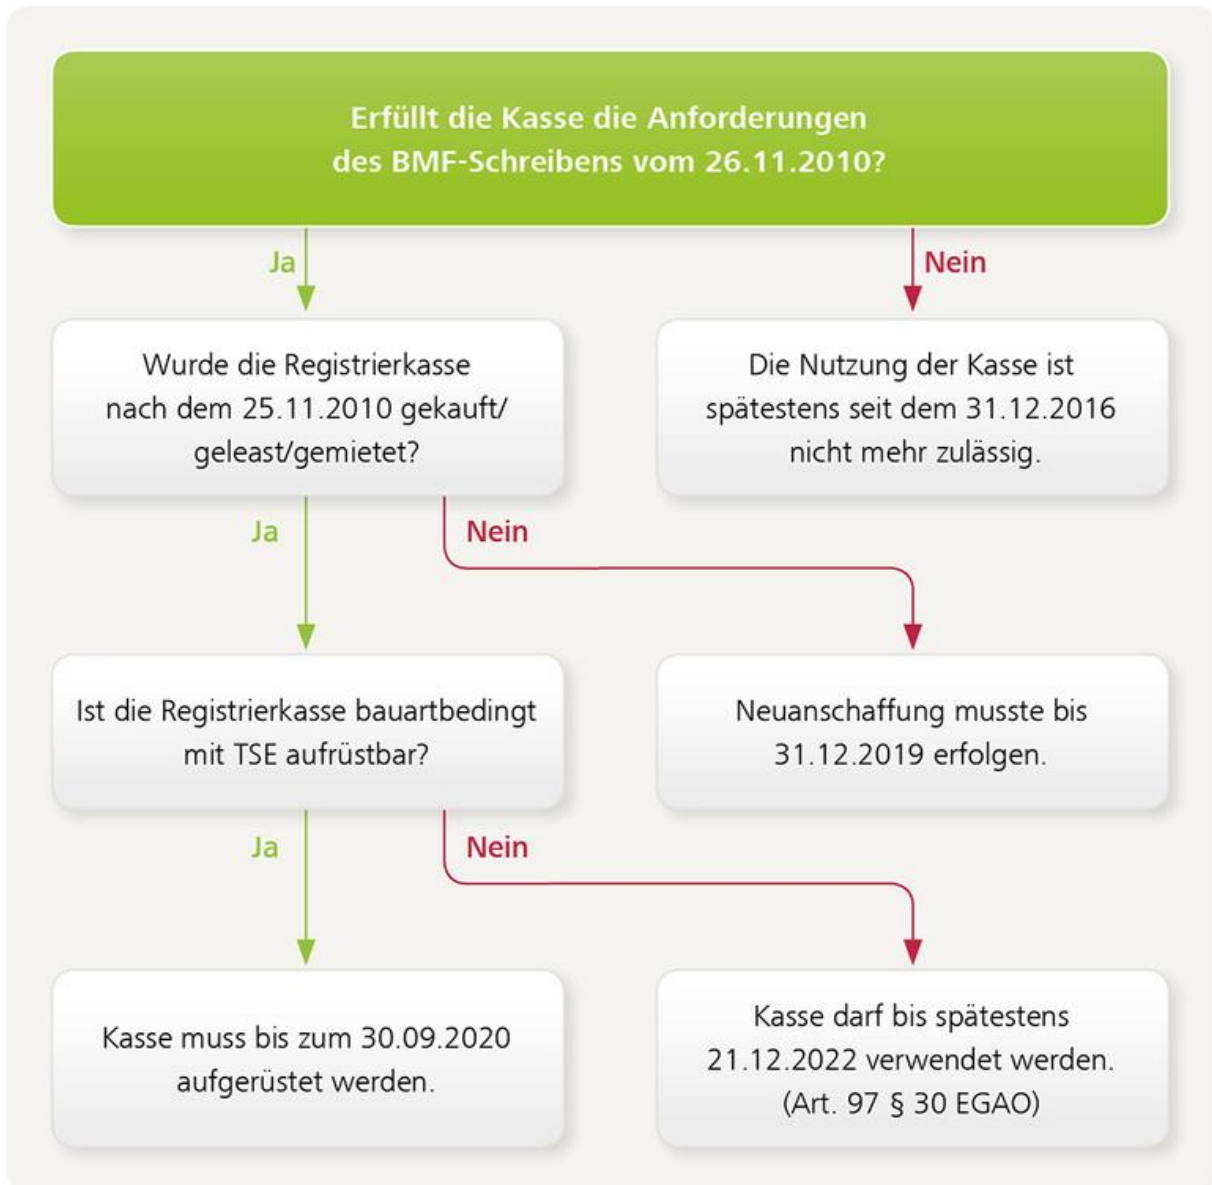 Erfüllt die Kasse die Anforderungen
des BMF-Schreibens vom 26.11.2010?
Ja
Nein
Wurde die Registrierkasse
nach dem 25.11.2010 gekauft/
geleast/gemietet?
Die Nutzung der Kasse ist
spätestens seit dem 31.12.2016
nicht mehr zulässig.
Ja
Nein
Ist die Registrierkasse bauartbedingt
mit TSE aufrüstbar?
Neuanschaffung musste bis
31.12.2019 erfolgen.
Ja
Nein
Kasse muss bis zum 30.09.2020
aufgerüstet werden.
Kasse darf bis spätestens
21.12.2022 verwendet werden.
(Art. 97 § 30 EGAO)